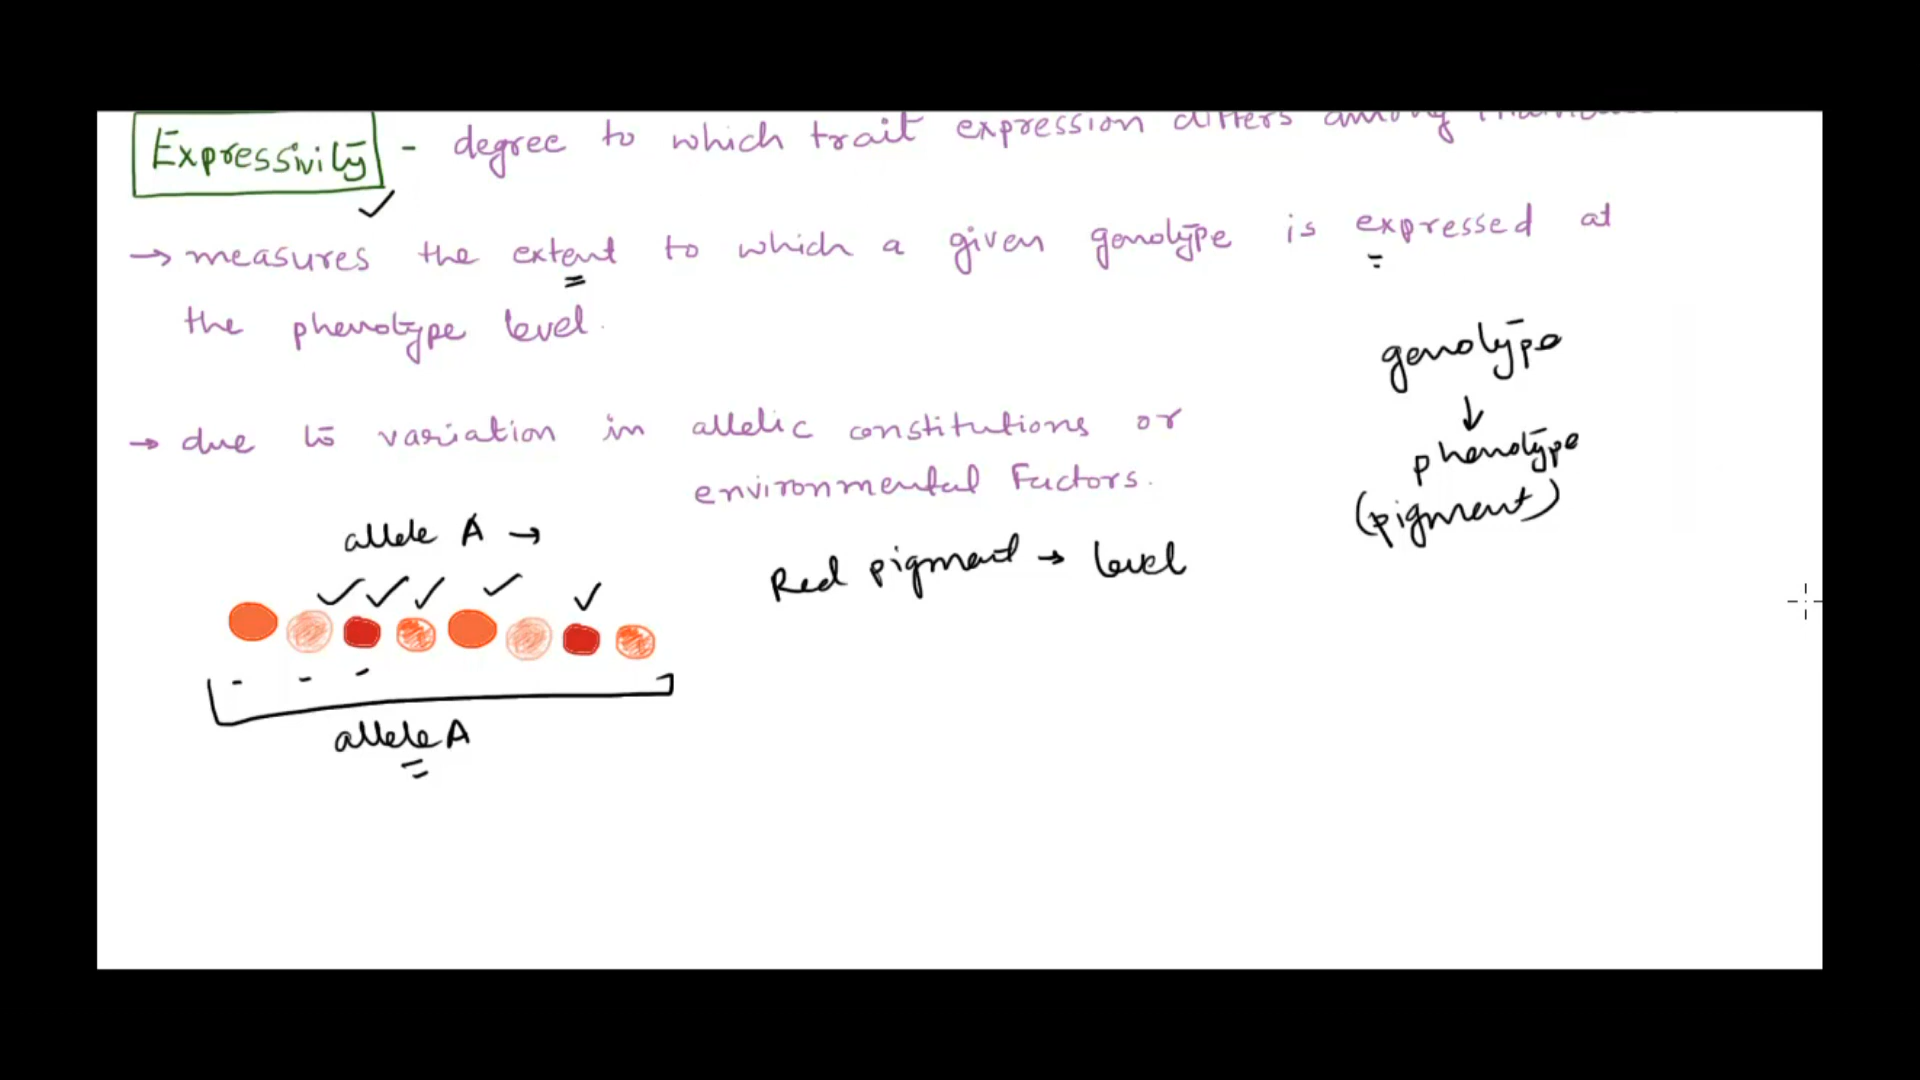 Expressivity - degree to which trait expression differs among
→ measures the extent to which a given genotype is expressed at
the phenotype level.
genotype
↓
phenotype
(pigment)
→ due to variation in allelic constitutions or
environmental Factors.
allele A →
Red pigment → level
allele A